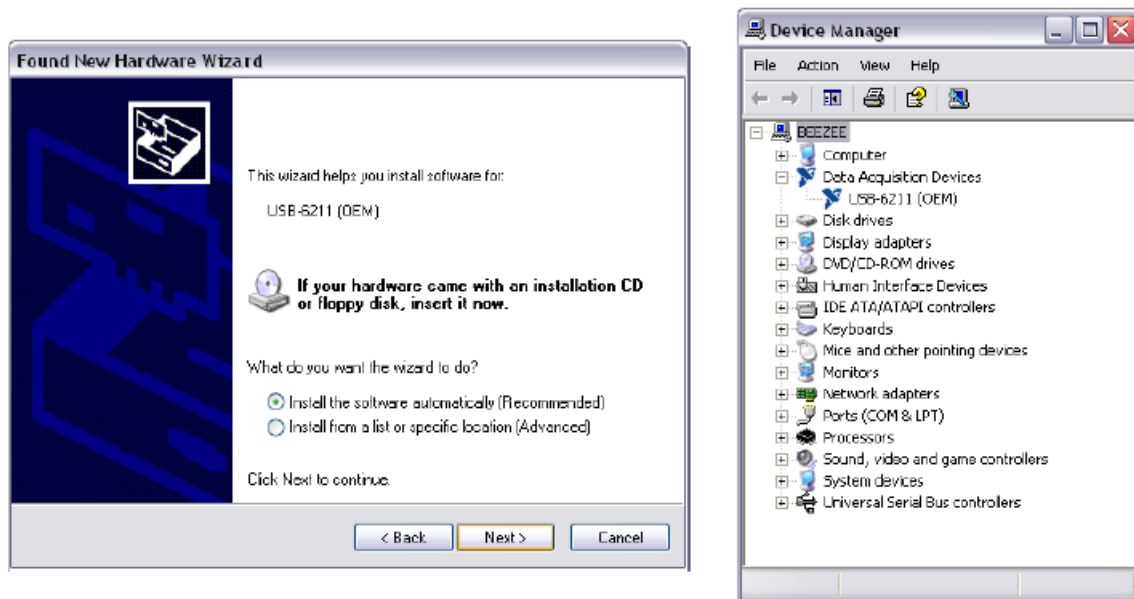 Found New Hardware Wizard
This wizard helps you install software for:
USB-6211 (OEM)
If your hardware came with an installation CD
or floppy disk, insert it now.
What do you want the wizard to do?
Install the software automatically (Recommended)
Install from a list or specific location (Advanced)
Click Next to continue.
< Back
Next >
Cancel
Device Manager
File Action View Help
BEEZEE
Computer
Data Acquisition Devices
USB-6211 (OEM)
Disk drives
Display adapters
DVD/CD-ROM drives
Human Interface Devices
IDE ATA/ATAPI controllers
Keyboards
Mice and other pointing devices
Monitors
Network adapters
Ports (COM & LPT)
Processors
Sound, video and game controllers
System devices
Universal Serial Bus controllers